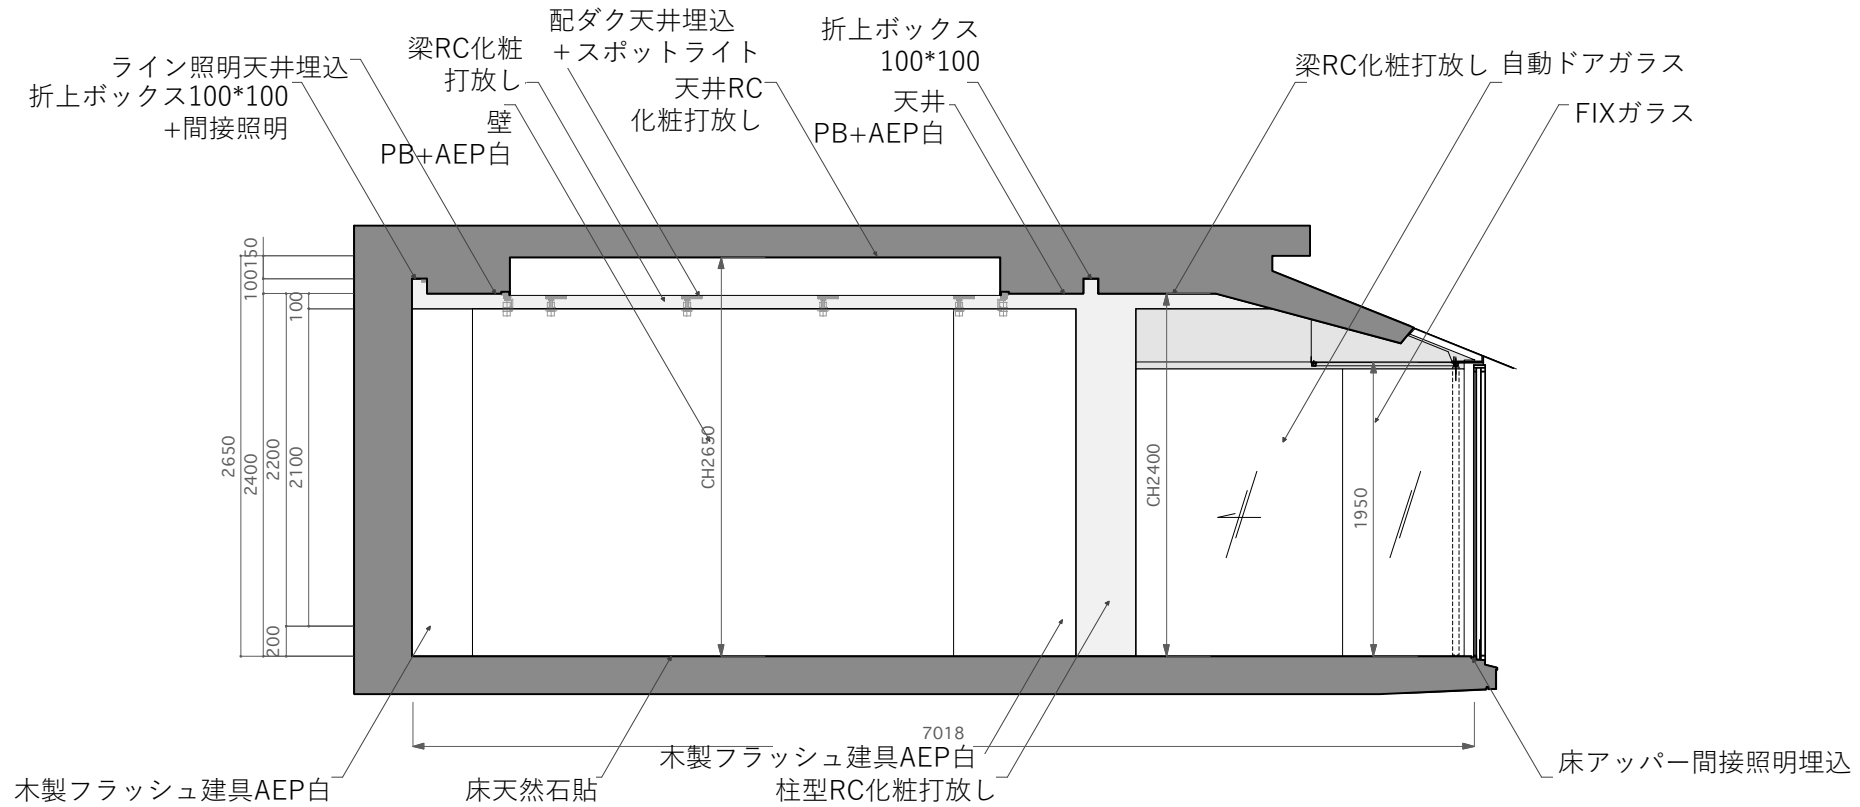 配ダク天井埋込
＋スポットライト
折上ボックス
100*100
梁RC化粧
打放し
ライン照明天井埋込
折上ボックス100*100
+間接照明
天井RC
化粧打放し
梁RC化粧打放し
自動ドアガラス
天井
PB+AEP白
FIXガラス
壁
PB+AEP白
150
100
100
2650
2400
2200
2100
200
CH2650
CH2400
1950
7018
木製フラッシュ建具AEP白
床天然石貼
木製フラッシュ建具AEP白
柱型RC化粧打放し
床アッパー間接照明埋込